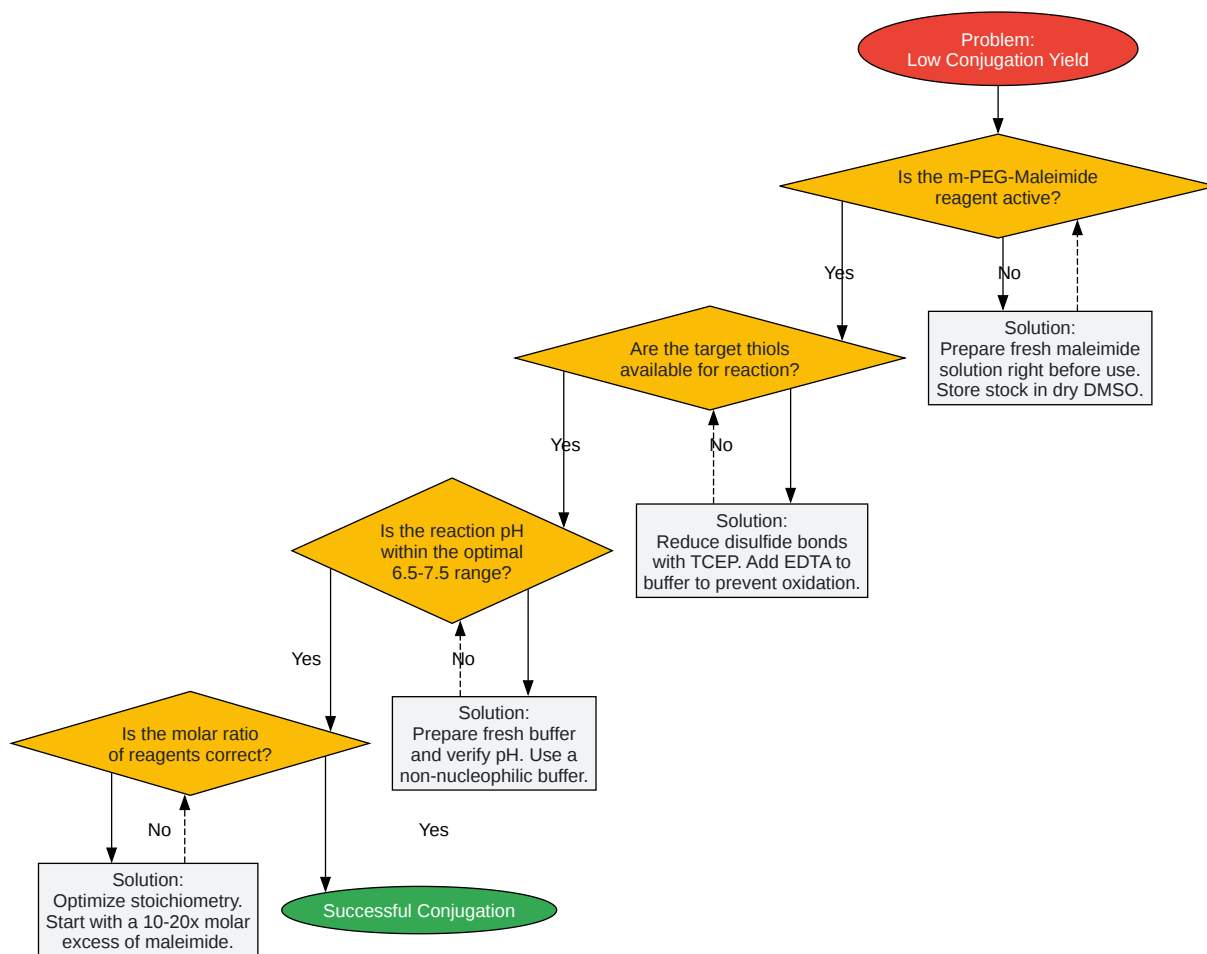 Problem:
Low Conjugation Yield
Is the m-PEG-Maleimide
reagent active?
Yes
No
Solution:
Prepare fresh maleimide
solution right before use.
Store stock in dry DMSO.
Are the target thiols
available for reaction?
Yes
No
Solution:
Reduce disulfide bonds
with TCEP. Add EDTA to
buffer to prevent oxidation.
Is the reaction pH
within the optimal
6.5-7.5 range?
Yes
No
Solution:
Prepare fresh buffer
and verify pH. Use a
non-nucleophilic buffer.
Is the molar ratio
of reagents correct?
No
Yes
Solution:
Optimize stoichiometry.
Start with a 10-20x molar
excess of maleimide.
Successful Conjugation